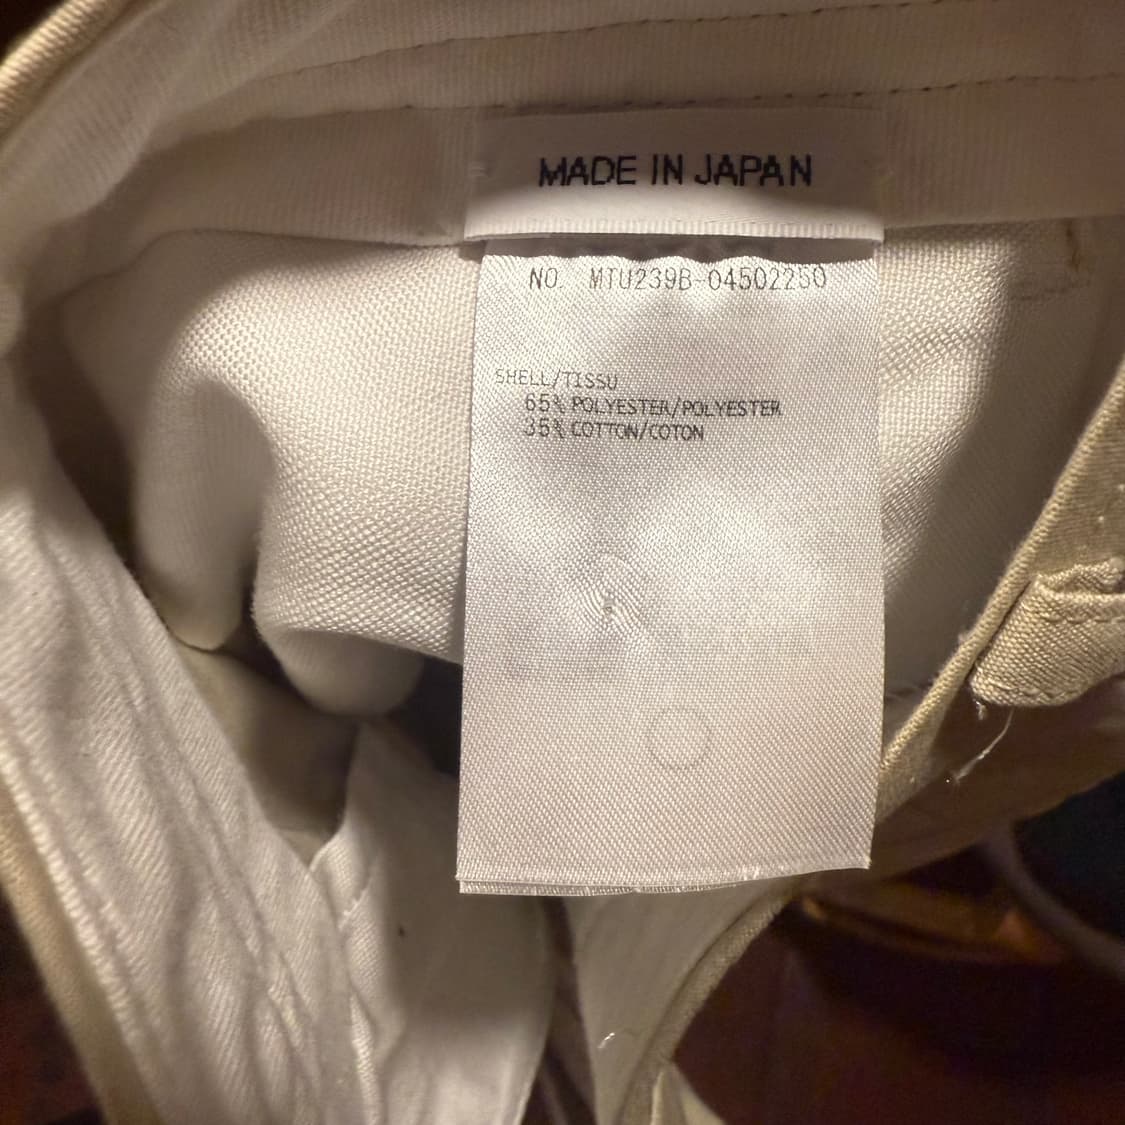 MADE IN JAPAN
NO. MTU239B-04502250
SHELL/TISSU
65% POLYESTER/POLYESTER
35% COTTON/COTON